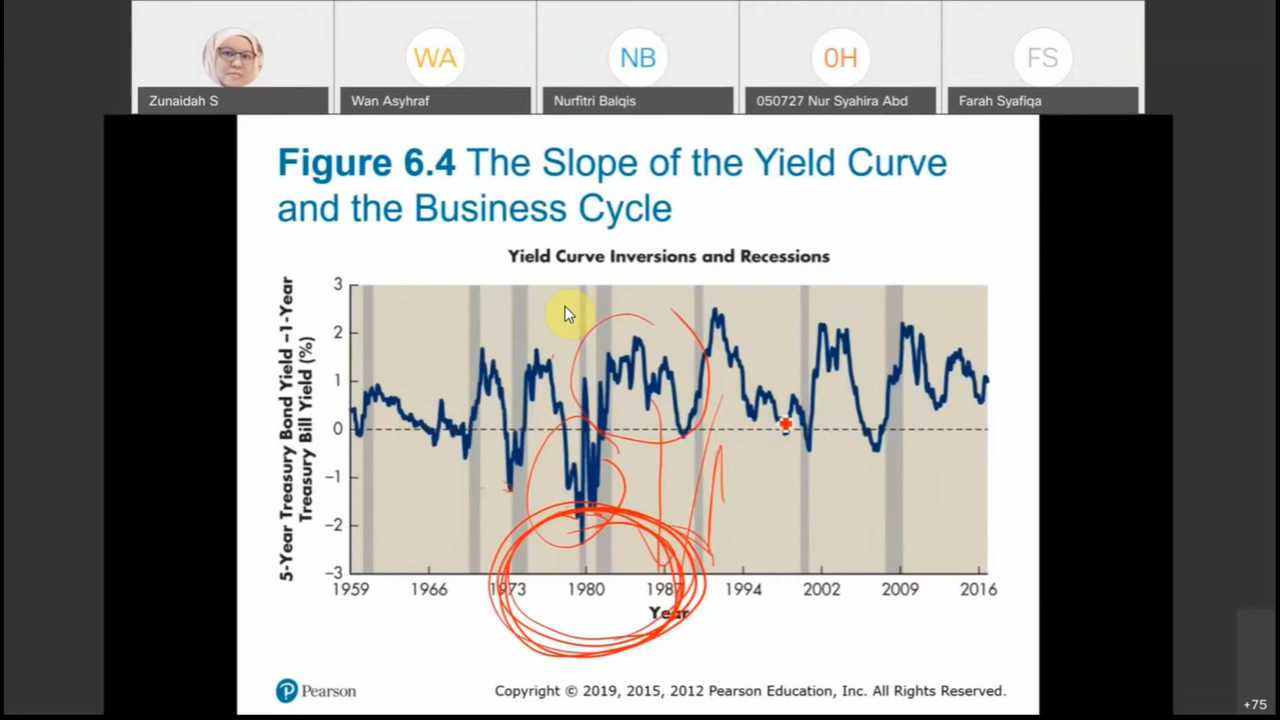 WA
NB
0H
FS
Zunaidah S
Wan Asyhraf
Nurfitri Balqis
050727 Nur Syahira Abd
Farah Syafiqa
Figure 6.4 The Slope of the Yield Curve
and the Business Cycle
Yield Curve Inversions and Recessions
5-Year Treasury Bond Yield –1-Year
Treasury Bill Yield (%)
3
2
1
0
–1
–2
–3
1959 1966 1973 1980 1987 1994 2002 2009 2016
Year
P Pearson
Copyright © 2019, 2015, 2012 Pearson Education, Inc. All Rights Reserved.
+75